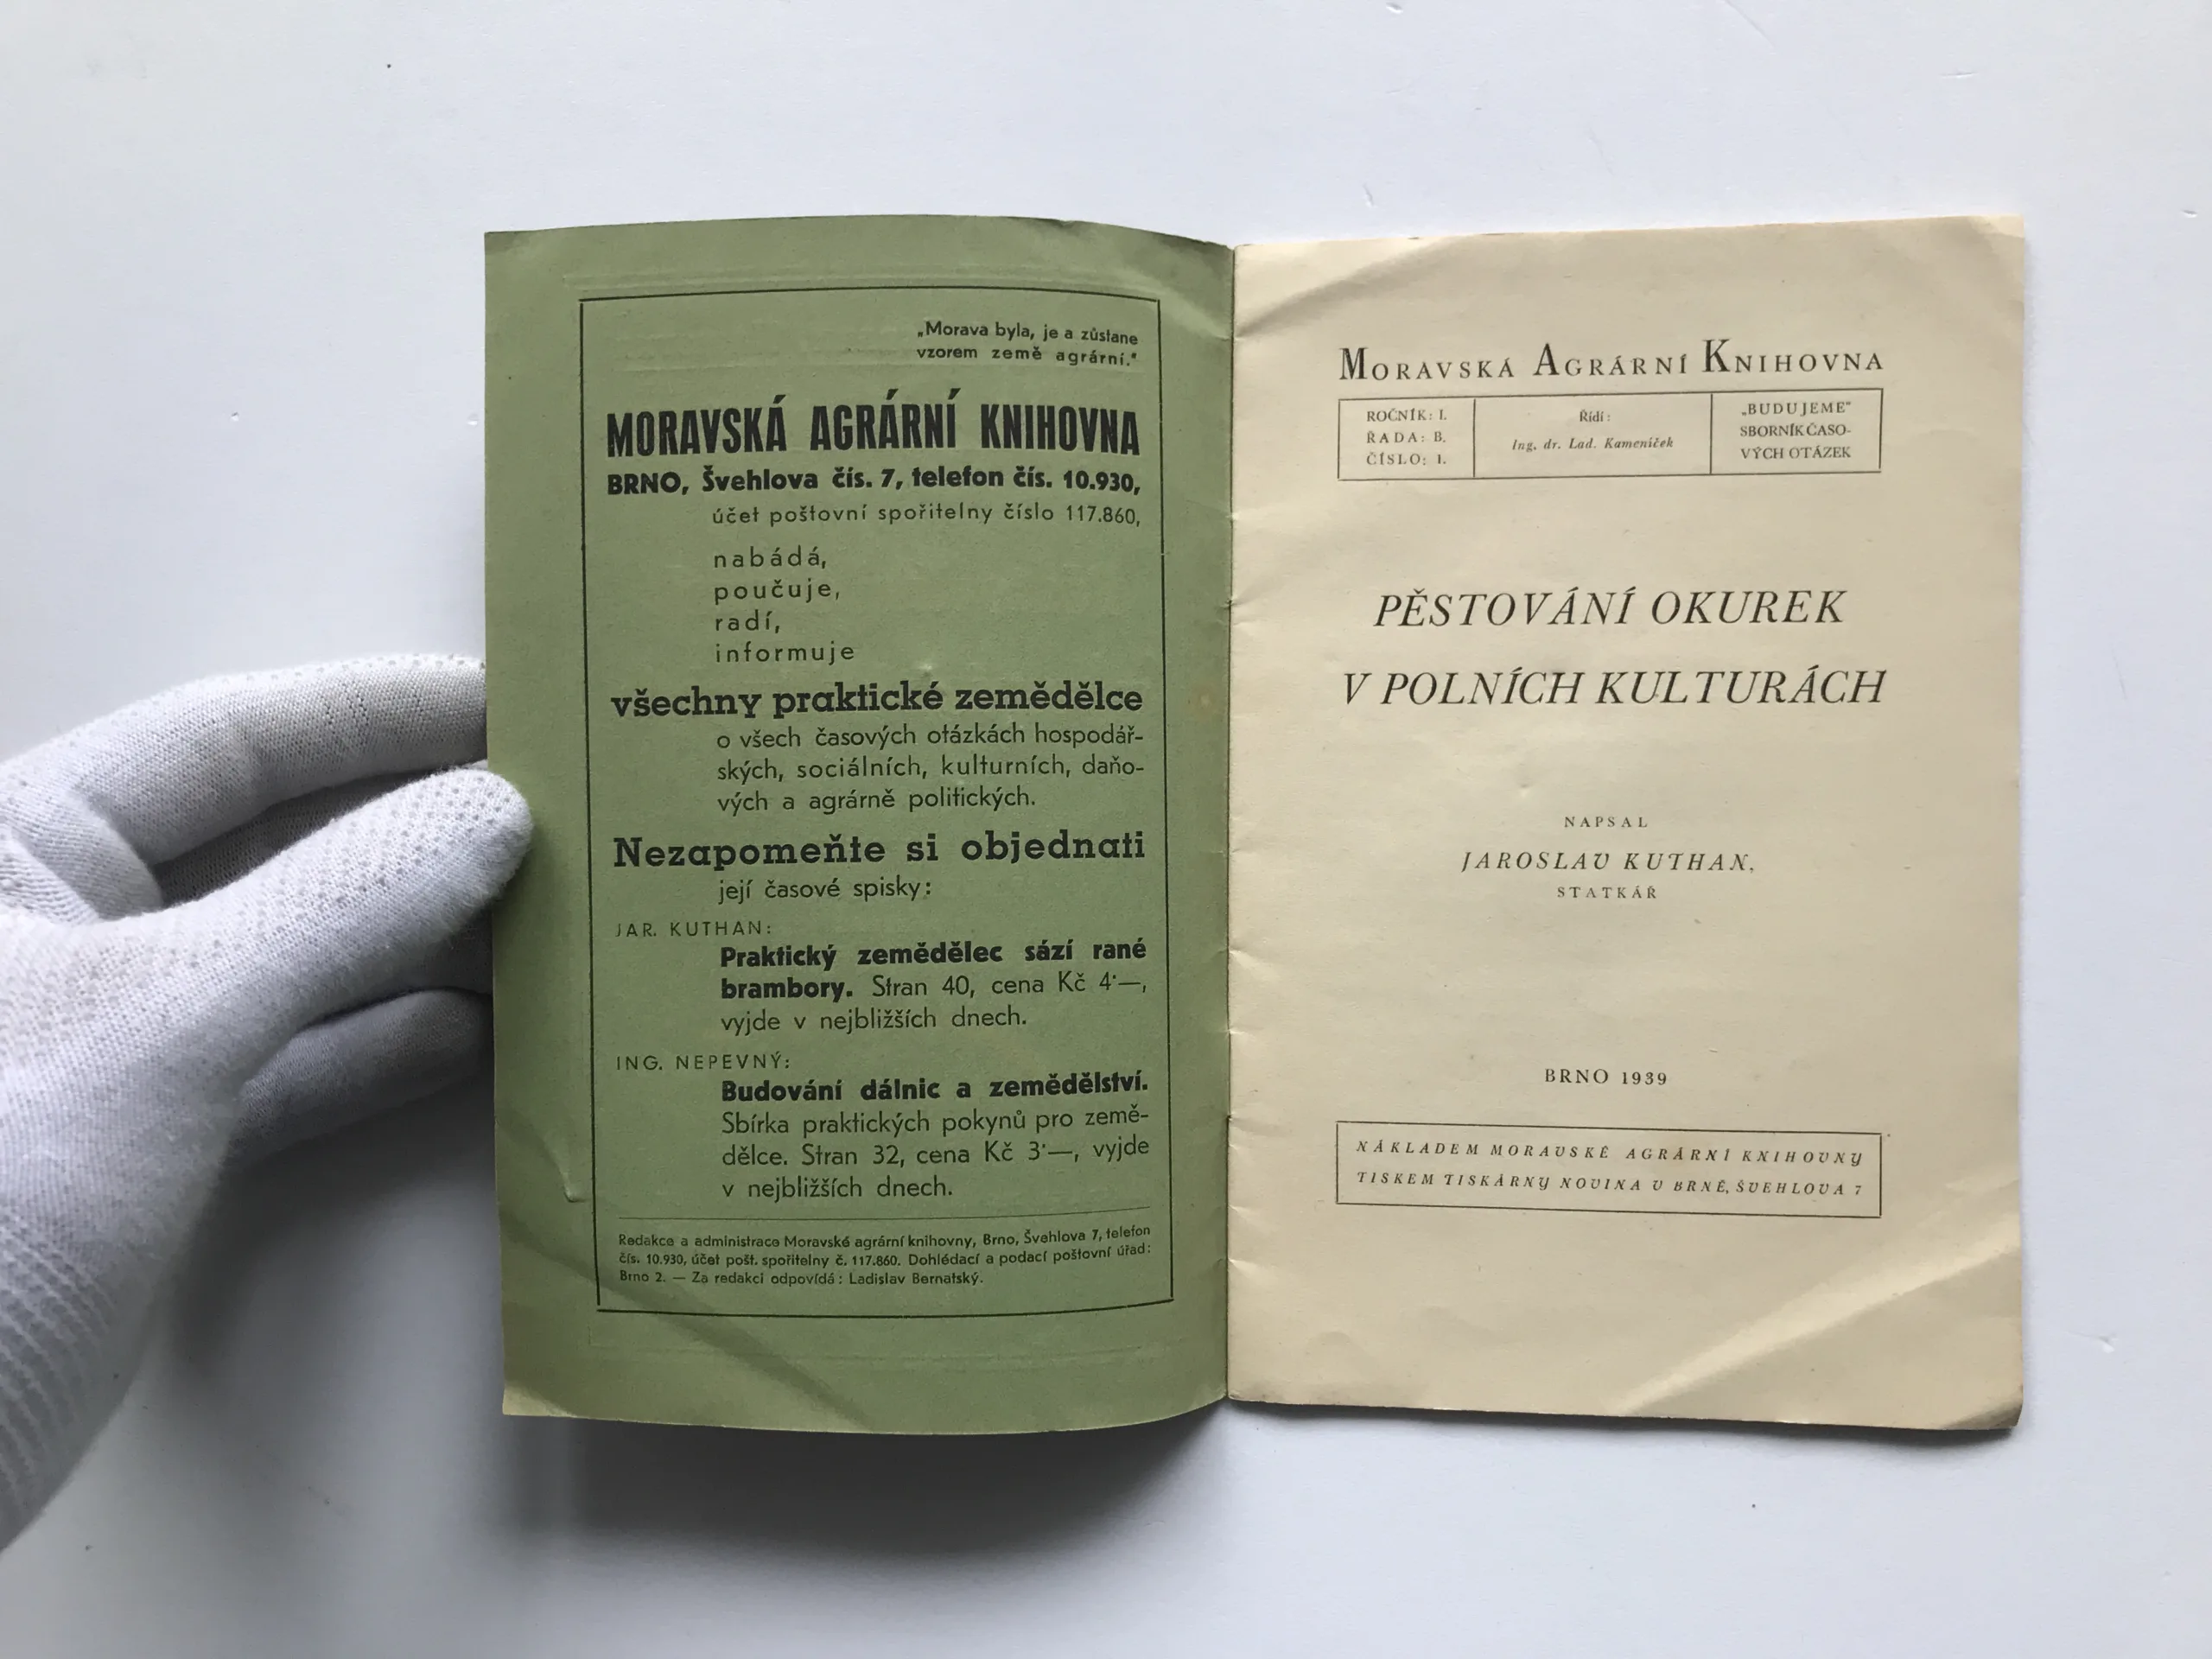 „Morava byla, je a zůstane
vzorem země agrární."
MORAVSKÁ AGRÁRNÍ KNIHOVNA
BRNO, Švehlova čís. 7, telefon čís. 10.930,
účet poštovní spořitelny číslo 117.860,
nabádá,
poučuje,
radí,
informuje
všechny praktické zemědělce
o všech časových otázkách hospodář-
ských, sociálních, kulturních, daňo-
vých a agrárně politických.
Nezapomeňte si objednati
její časové spisky:
JAR. KUTHAN:
Praktický zemědělec sází rané
brambory. Stran 40, cena Kč 4·—,
vyjde v nejbližších dnech.
ING. NEPEVNÝ:
Budování dálnic a zemědělství.
Sbírka praktických pokynů pro země-
dělce. Stran 32, cena Kč 3·—, vyjde
v nejbližších dnech.
Redakce a administrace Moravské agrární knihovny, Brno, Švehlova 7, telefon
čís. 10.930, účet pošt. spořitelny č. 117.860. Dohlédací a podací poštovní úřad:
Brno 2. — Za redakci odpovídá: Ladislav Bernatský.
MORAVSKÁ AGRÁRNÍ KNIHOVNA
ROČNÍK: I.
ŘADA: B.
ČÍSLO: 1.
Řídí:
Ing. dr. Lad. Kameníček
„BUDUJEME"
SBORNÍK ČASO-
VÝCH OTÁZEK
PĚSTOVÁNÍ OKUREK
V POLNÍCH KULTURÁCH
NAPSAL
JAROSLAV KUTHAN,
STATKÁŘ
BRNO 1939
NÁKLADEM MORAVSKÉ AGRÁRNÍ KNIHOVNY
TISKEM TISKÁRNY NOVINA V BRNĚ, ŠVEHLOVA 7